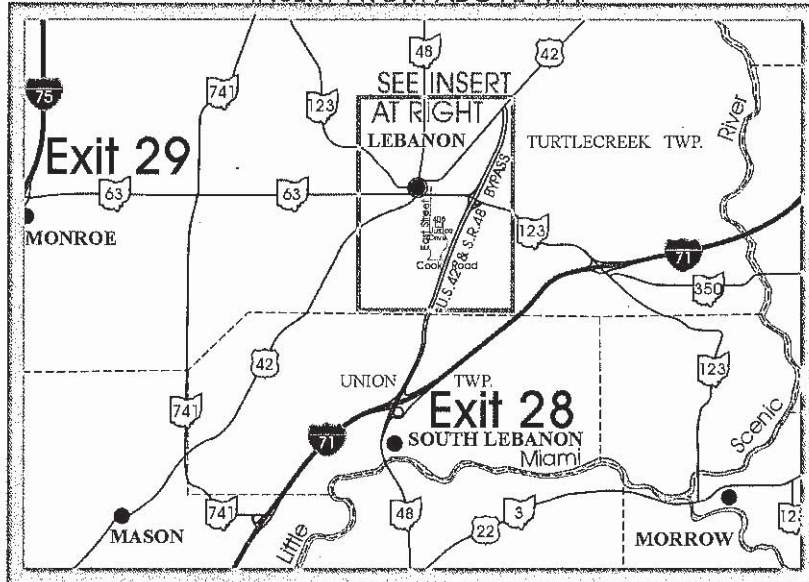 48
42
741
75
123
SEE INSERT
AT RIGHT
LEBANON
TURTLECREEK TWP.
River
Exit 29
63
63
BYPASS
MONROE
East Street
123
71
Cook Road
U.S. 42 & S.R. 48
350
42
UNION TWP.
123
741
Exit 28
71
SOUTH LEBANON
Scenic
Miami
741
48
22
3
MASON
Little
MORROW